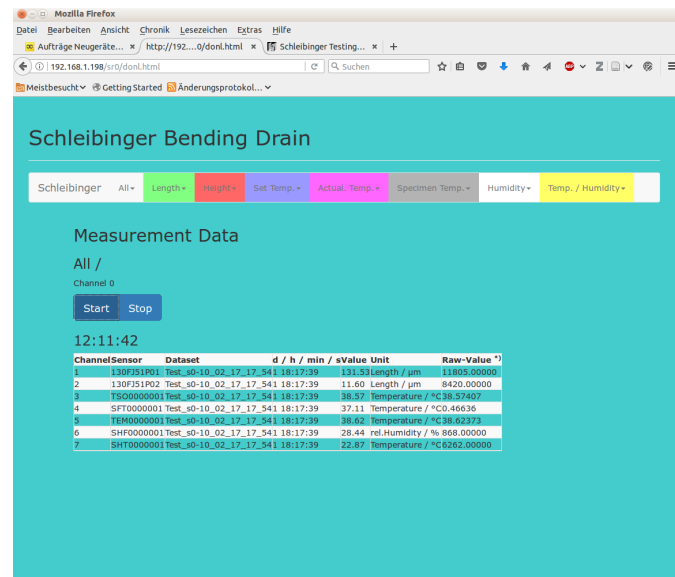 Mozilla Firefox
Datei Bearbeiten Ansicht Chronik Lesezeichen Extras Hilfe
Aufträge Neugeräte... × http://192....0/donl.html × Schleibinger Testing... × +
192.168.1.198/sr0/donl.html Suchen
Meistbesucht Getting Started Änderungsprotokol...
Schleibinger Bending Drain
Schleibinger All Length Height Set Temp. Actual. Temp. Specimen Temp. Humidity Temp. / Humidity
Measurement Data
All /
Channel 0
Start Stop
12:11:42
Channel Sensor Dataset d / h / min / s Value Unit Raw-Value *)
1 130FJ51P01 Test_s0-10_02_17_17_54 1 18:17:39 131.53 Length / µm 11805.00000
2 130FJ51P02 Test_s0-10_02_17_17_54 1 18:17:39 11.60 Length / µm 8420.00000
3 TSO0000001 Test_s0-10_02_17_17_54 1 18:17:39 38.57 Temperature / °C 38.57407
4 SFT0000001 Test_s0-10_02_17_17_54 1 18:17:39 37.11 Temperature / °C 0.46636
5 TEM0000001 Test_s0-10_02_17_17_54 1 18:17:39 38.62 Temperature / °C 38.62373
6 SHF0000001 Test_s0-10_02_17_17_54 1 18:17:39 28.44 rel.Humidity / % 868.00000
7 SHT0000001 Test_s0-10_02_17_17_54 1 18:17:39 22.87 Temperature / °C 6262.00000